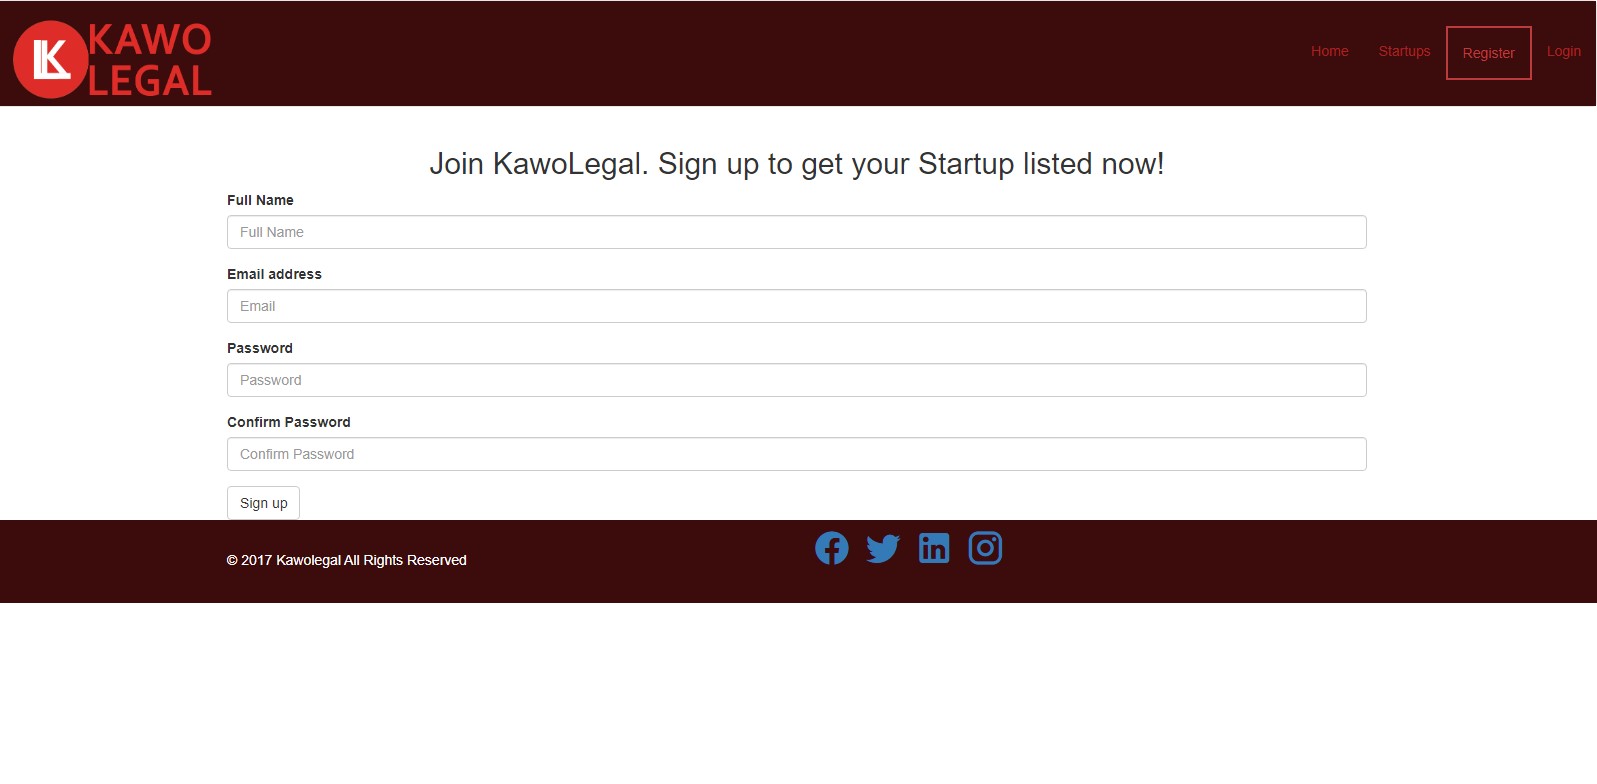 KAWO
LEGAL
Home Startups Register Login
Join KawoLegal. Sign up to get your Startup listed now!
Full Name
Full Name
Email address
Email
Password
Password
Confirm Password
Confirm Password
Sign up
© 2017 Kawolegal All Rights Reserved